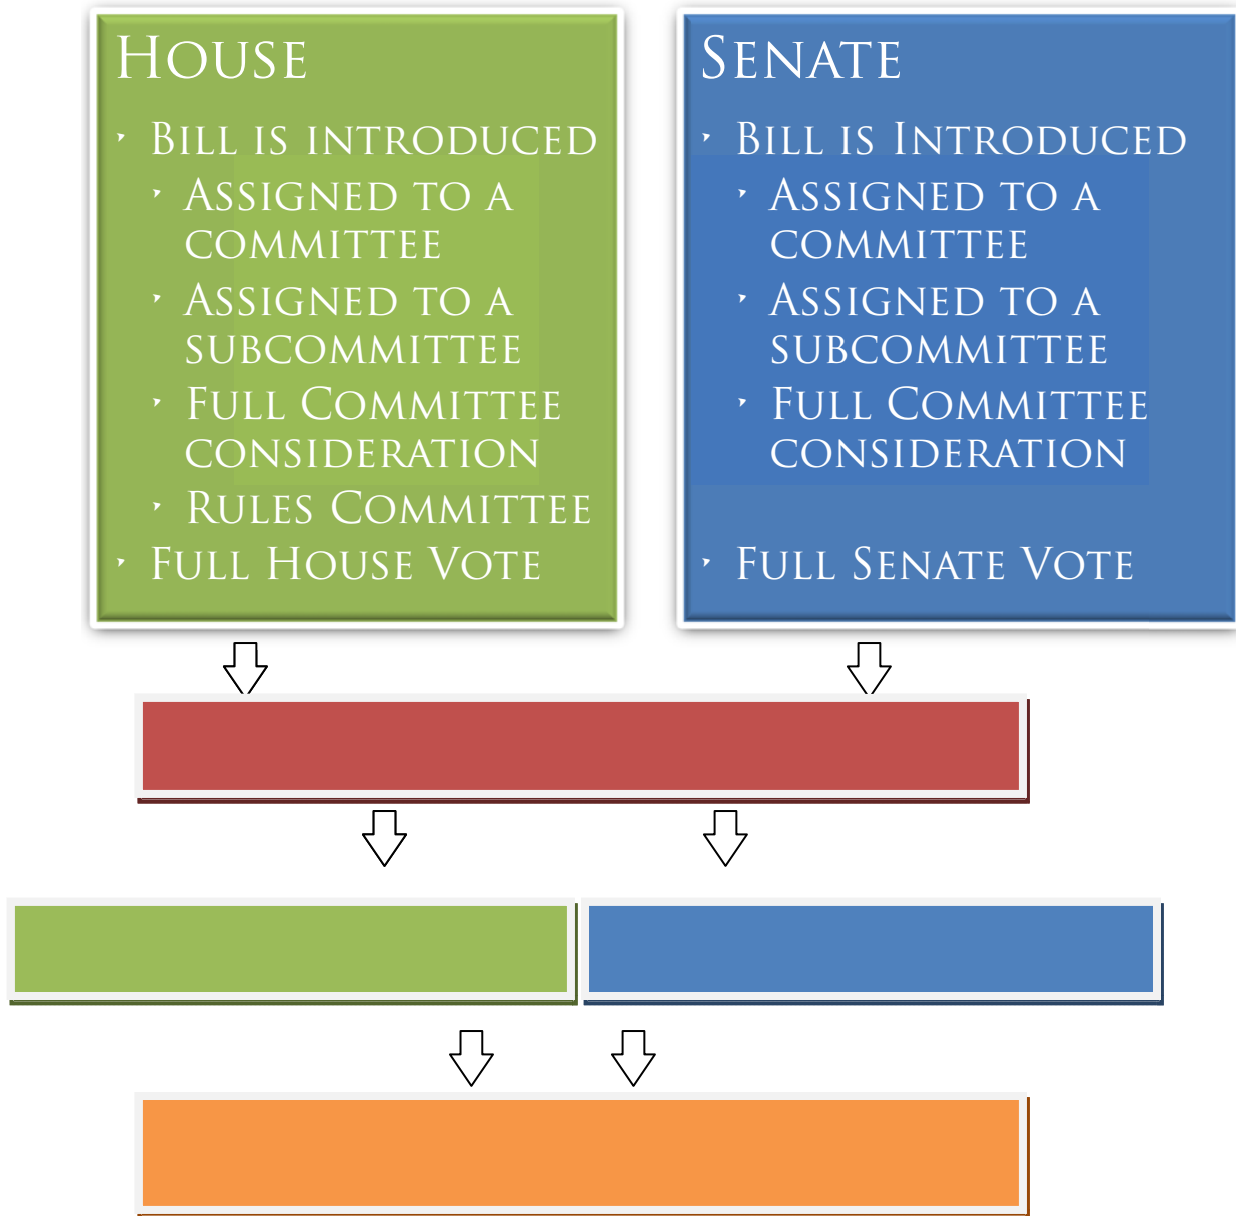 House
Bill is introduced
Assigned to a
committee
Assigned to a
subcommittee
Full Committee
consideration
Rules Committee
Full House Vote
Senate
Bill is Introduced
Assigned to a
committee
Assigned to a
subcommittee
Full Committee
consideration
Full Senate Vote